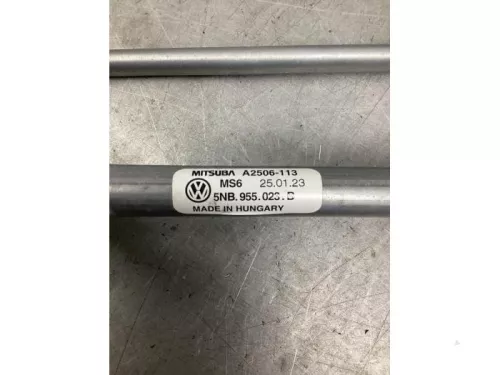 MITSUBA A2506-113
MS6 25.01.23
5NB.955.023.B
MADE IN HUNGARY